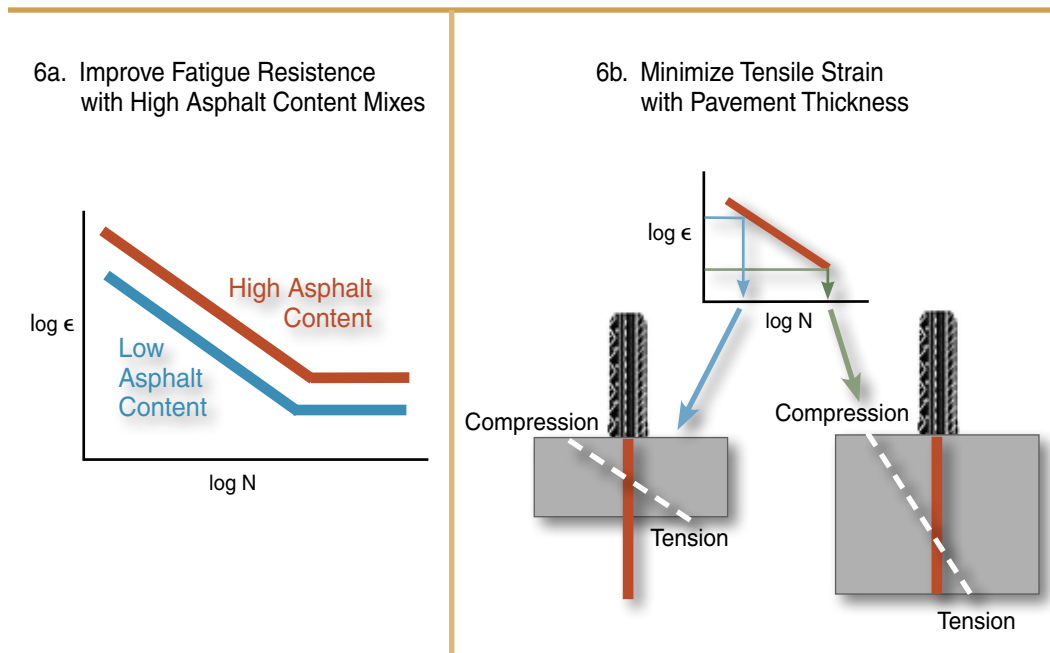 6a. Improve Fatigue Resistence
with High Asphalt Content Mixes
log ϵ
High Asphalt
Content
Low
Asphalt
Content
log N
6b. Minimize Tensile Strain
with Pavement Thickness
log ϵ
log N
Compression
Tension
Compression
Tension